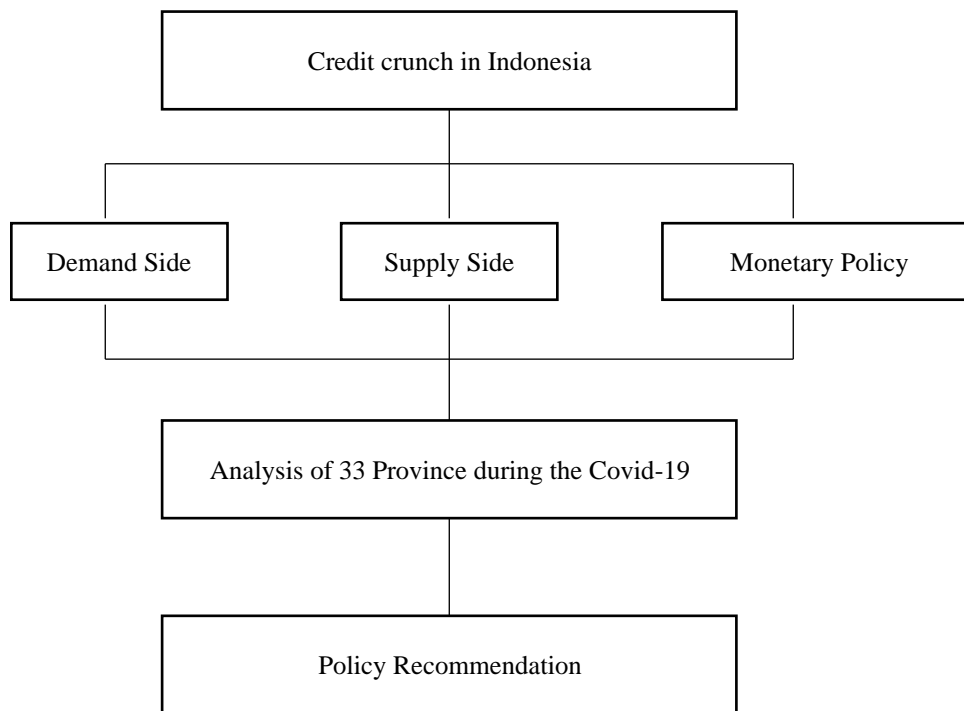 Credit crunch in Indonesia
Demand Side
Supply Side
Monetary Policy
Analysis of 33 Province during the Covid-19
Policy Recommendation